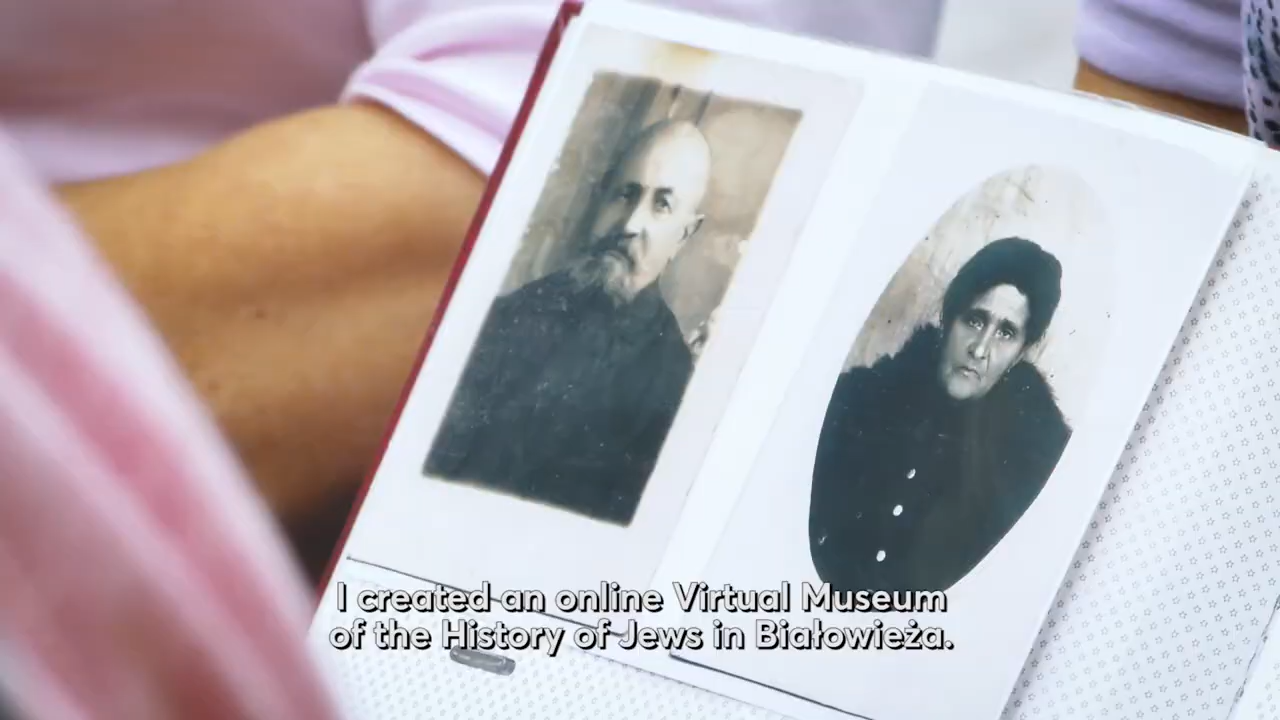 I created an online Virtual Museum
of the History of Jews in Białowieża.